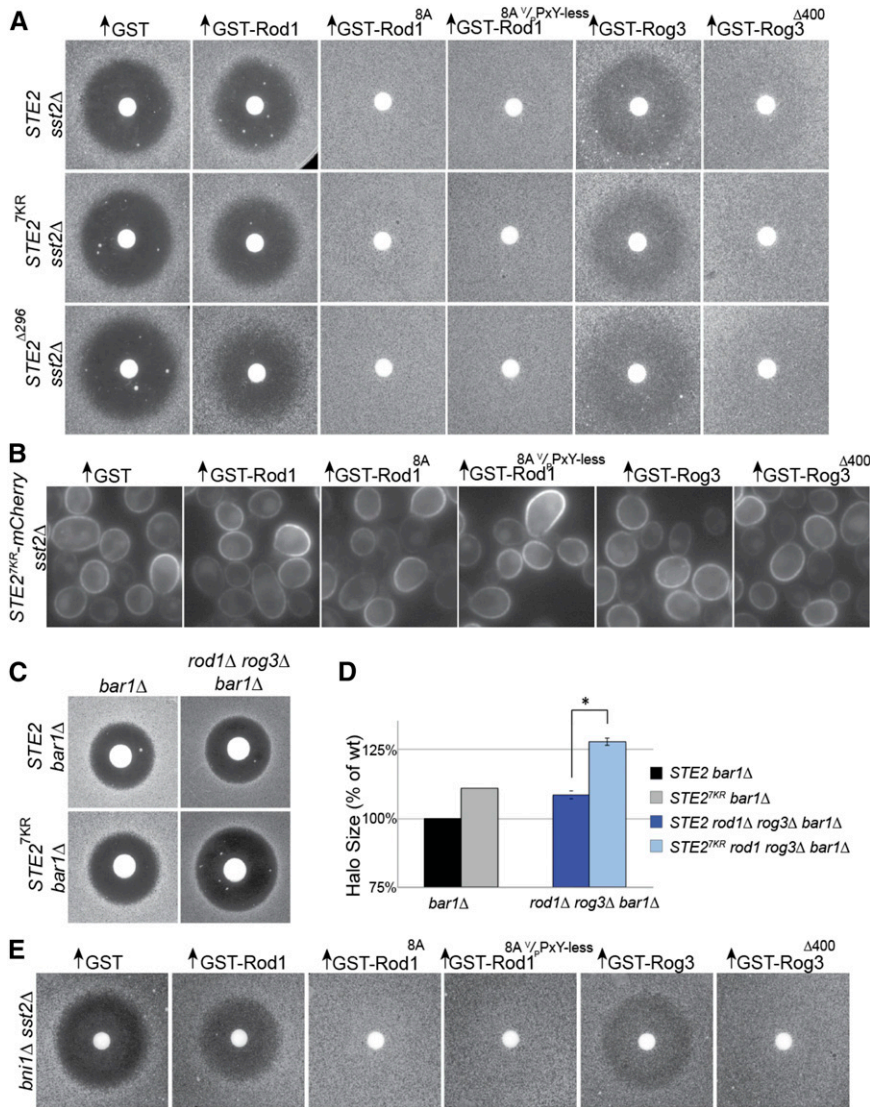 A
↑GST
↑GST-Rod1
↑GST-Rod1 8A
↑GST-Rod1 8A V/P PxY-less
↑GST-Rog3
↑GST-Rog3 Δ400
STE2 sst2Δ
STE2 7KR sst2Δ
STE2 Δ296 sst2Δ
B
↑GST
↑GST-Rod1
↑GST-Rod1 8A
↑GST-Rod1 8A V/P PxY-less
↑GST-Rog3
↑GST-Rog3 Δ400
STE2 7KR-mCherry sst2Δ
C
bar1Δ
rod1Δ rog3Δ
bar1Δ
STE2 bar1Δ
STE2 7KR bar1Δ
D
Halo Size (% of wt)
125%
100%
75%
*
bar1Δ
rod1Δ rog3Δ bar1Δ
STE2 bar1Δ
STE2 7KR bar1Δ
STE2 rod1Δ rog3Δ bar1Δ
STE2 7KR rod1 rog3Δ bar1Δ
E
↑GST
↑GST-Rod1
↑GST-Rod1 8A
↑GST-Rod1 8A V/P PxY-less
↑GST-Rog3
↑GST-Rog3 Δ400
bni1Δ sst2Δ